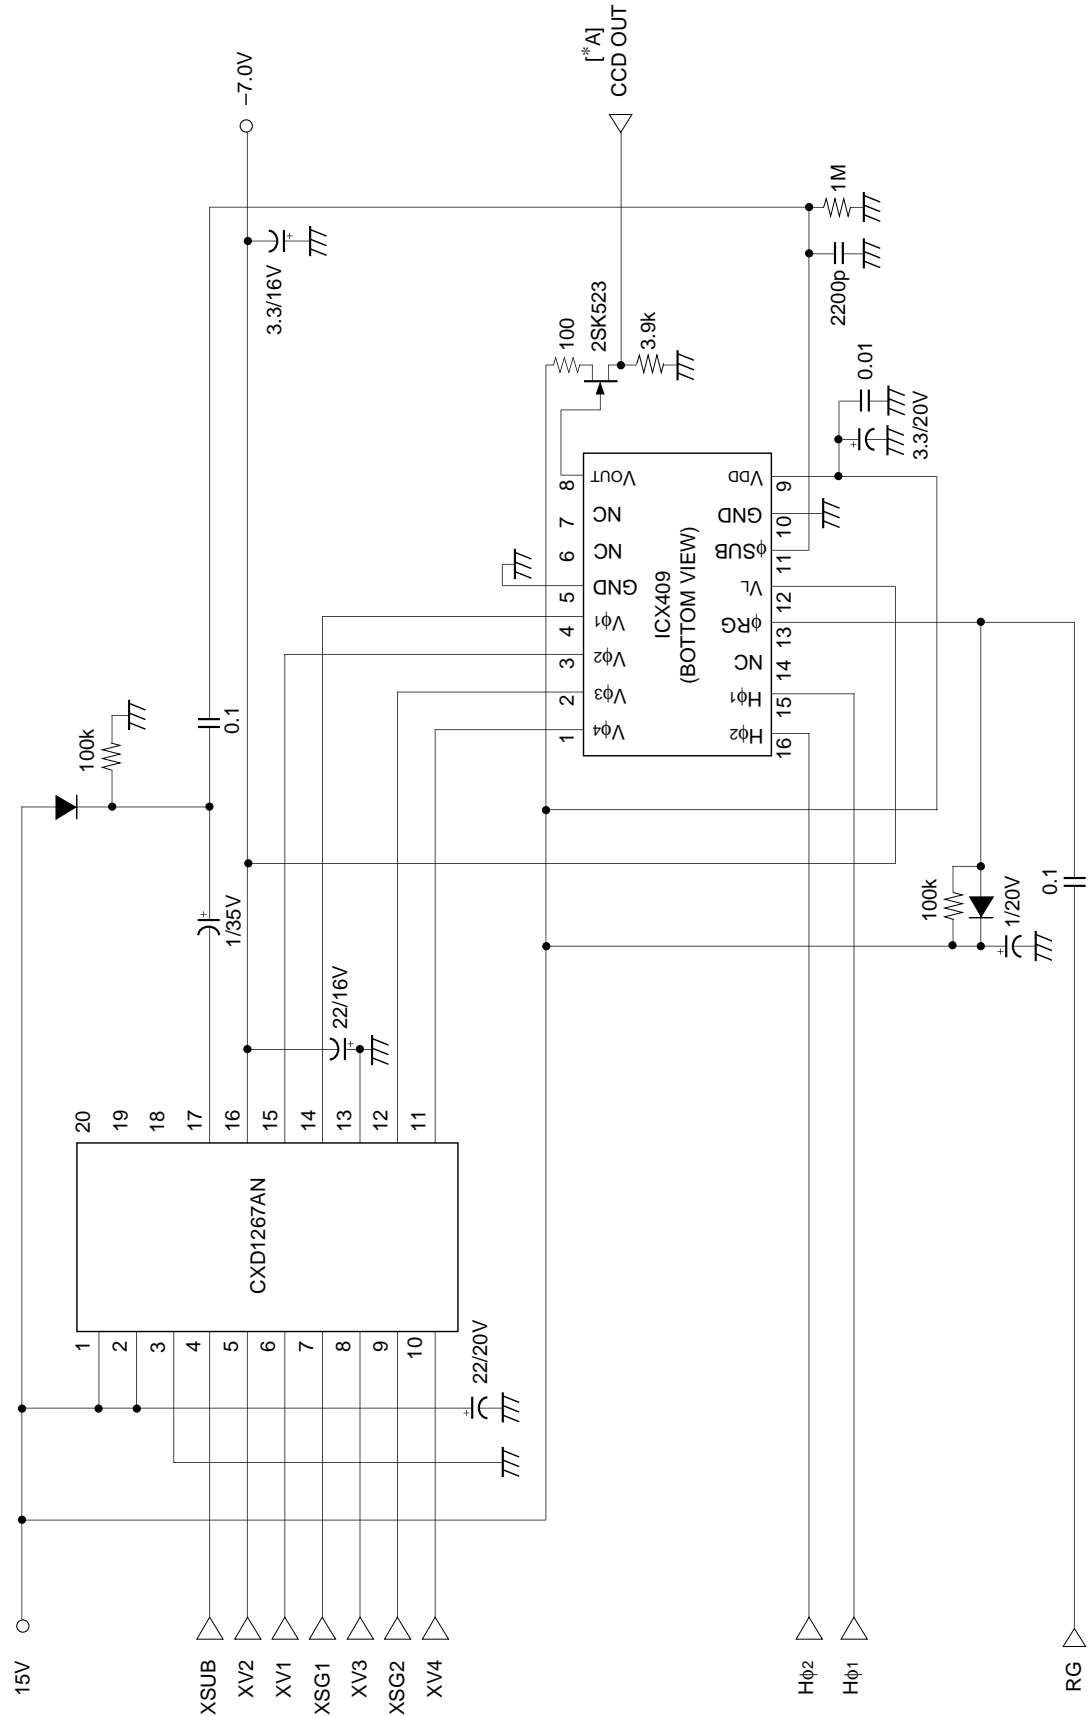 15V
XSUB
XV2
XV1
XSG1
XV3
XSG2
XV4
Hϕ2
Hϕ1
RG
1
2
3
4
5
6
7
8
9
10
22/20V
CXD1267AN
20
19
18
17
16
15
14
13
12
11
22/16V
1/35V
100k
0.1
3.3/16V
–7.0V
1
2
3
4
5
6
7
8
Vϕ4
Vϕ3
Vϕ2
Vϕ1
GND
NC
NC
VOUT
ICX409
(BOTTOM VIEW)
Hϕ2
Hϕ1
NC
ϕRG
VL
ϕSUB
GND
VDD
16
15
14
13
12
11
10
9
100
2SK523
3.9k
[*A]
CCD OUT
1M
2200p
0.01
3.3/20V
100k
1/20V
0.1